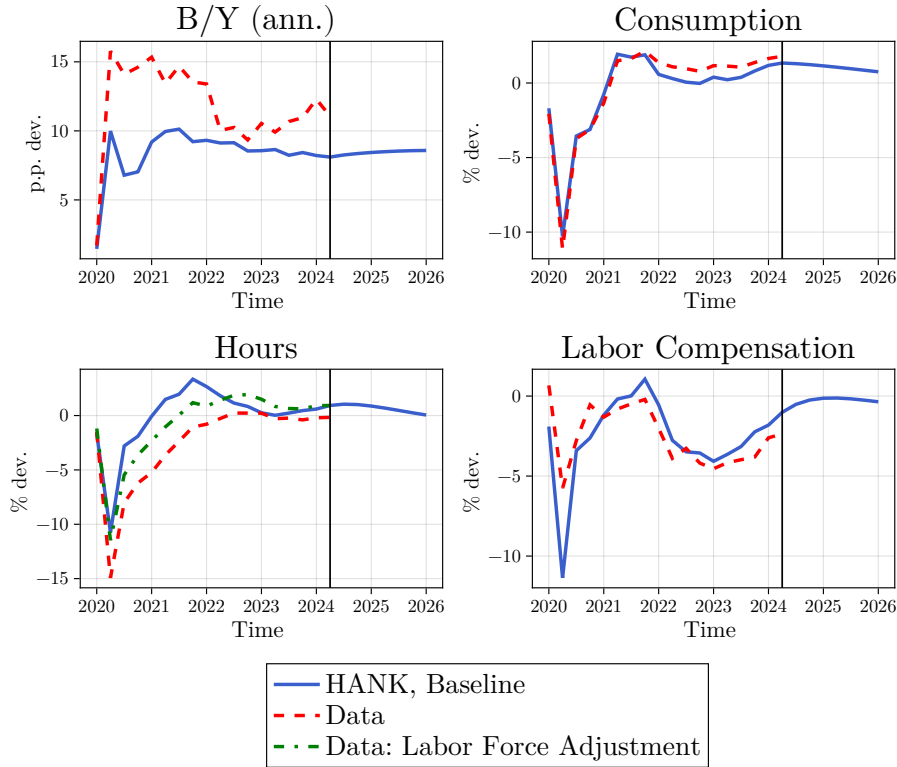 B/Y (ann.)
p.p. dev.
15
10
5
2020 2021 2022 2023 2024 2025 2026
Time
Consumption
% dev.
0
−5
−10
2020 2021 2022 2023 2024 2025 2026
Time
Hours
% dev.
0
−5
−10
−15
2020 2021 2022 2023 2024 2025 2026
Time
Labor Compensation
% dev.
0
−5
−10
2020 2021 2022 2023 2024 2025 2026
Time
HANK, Baseline
Data
Data: Labor Force Adjustment